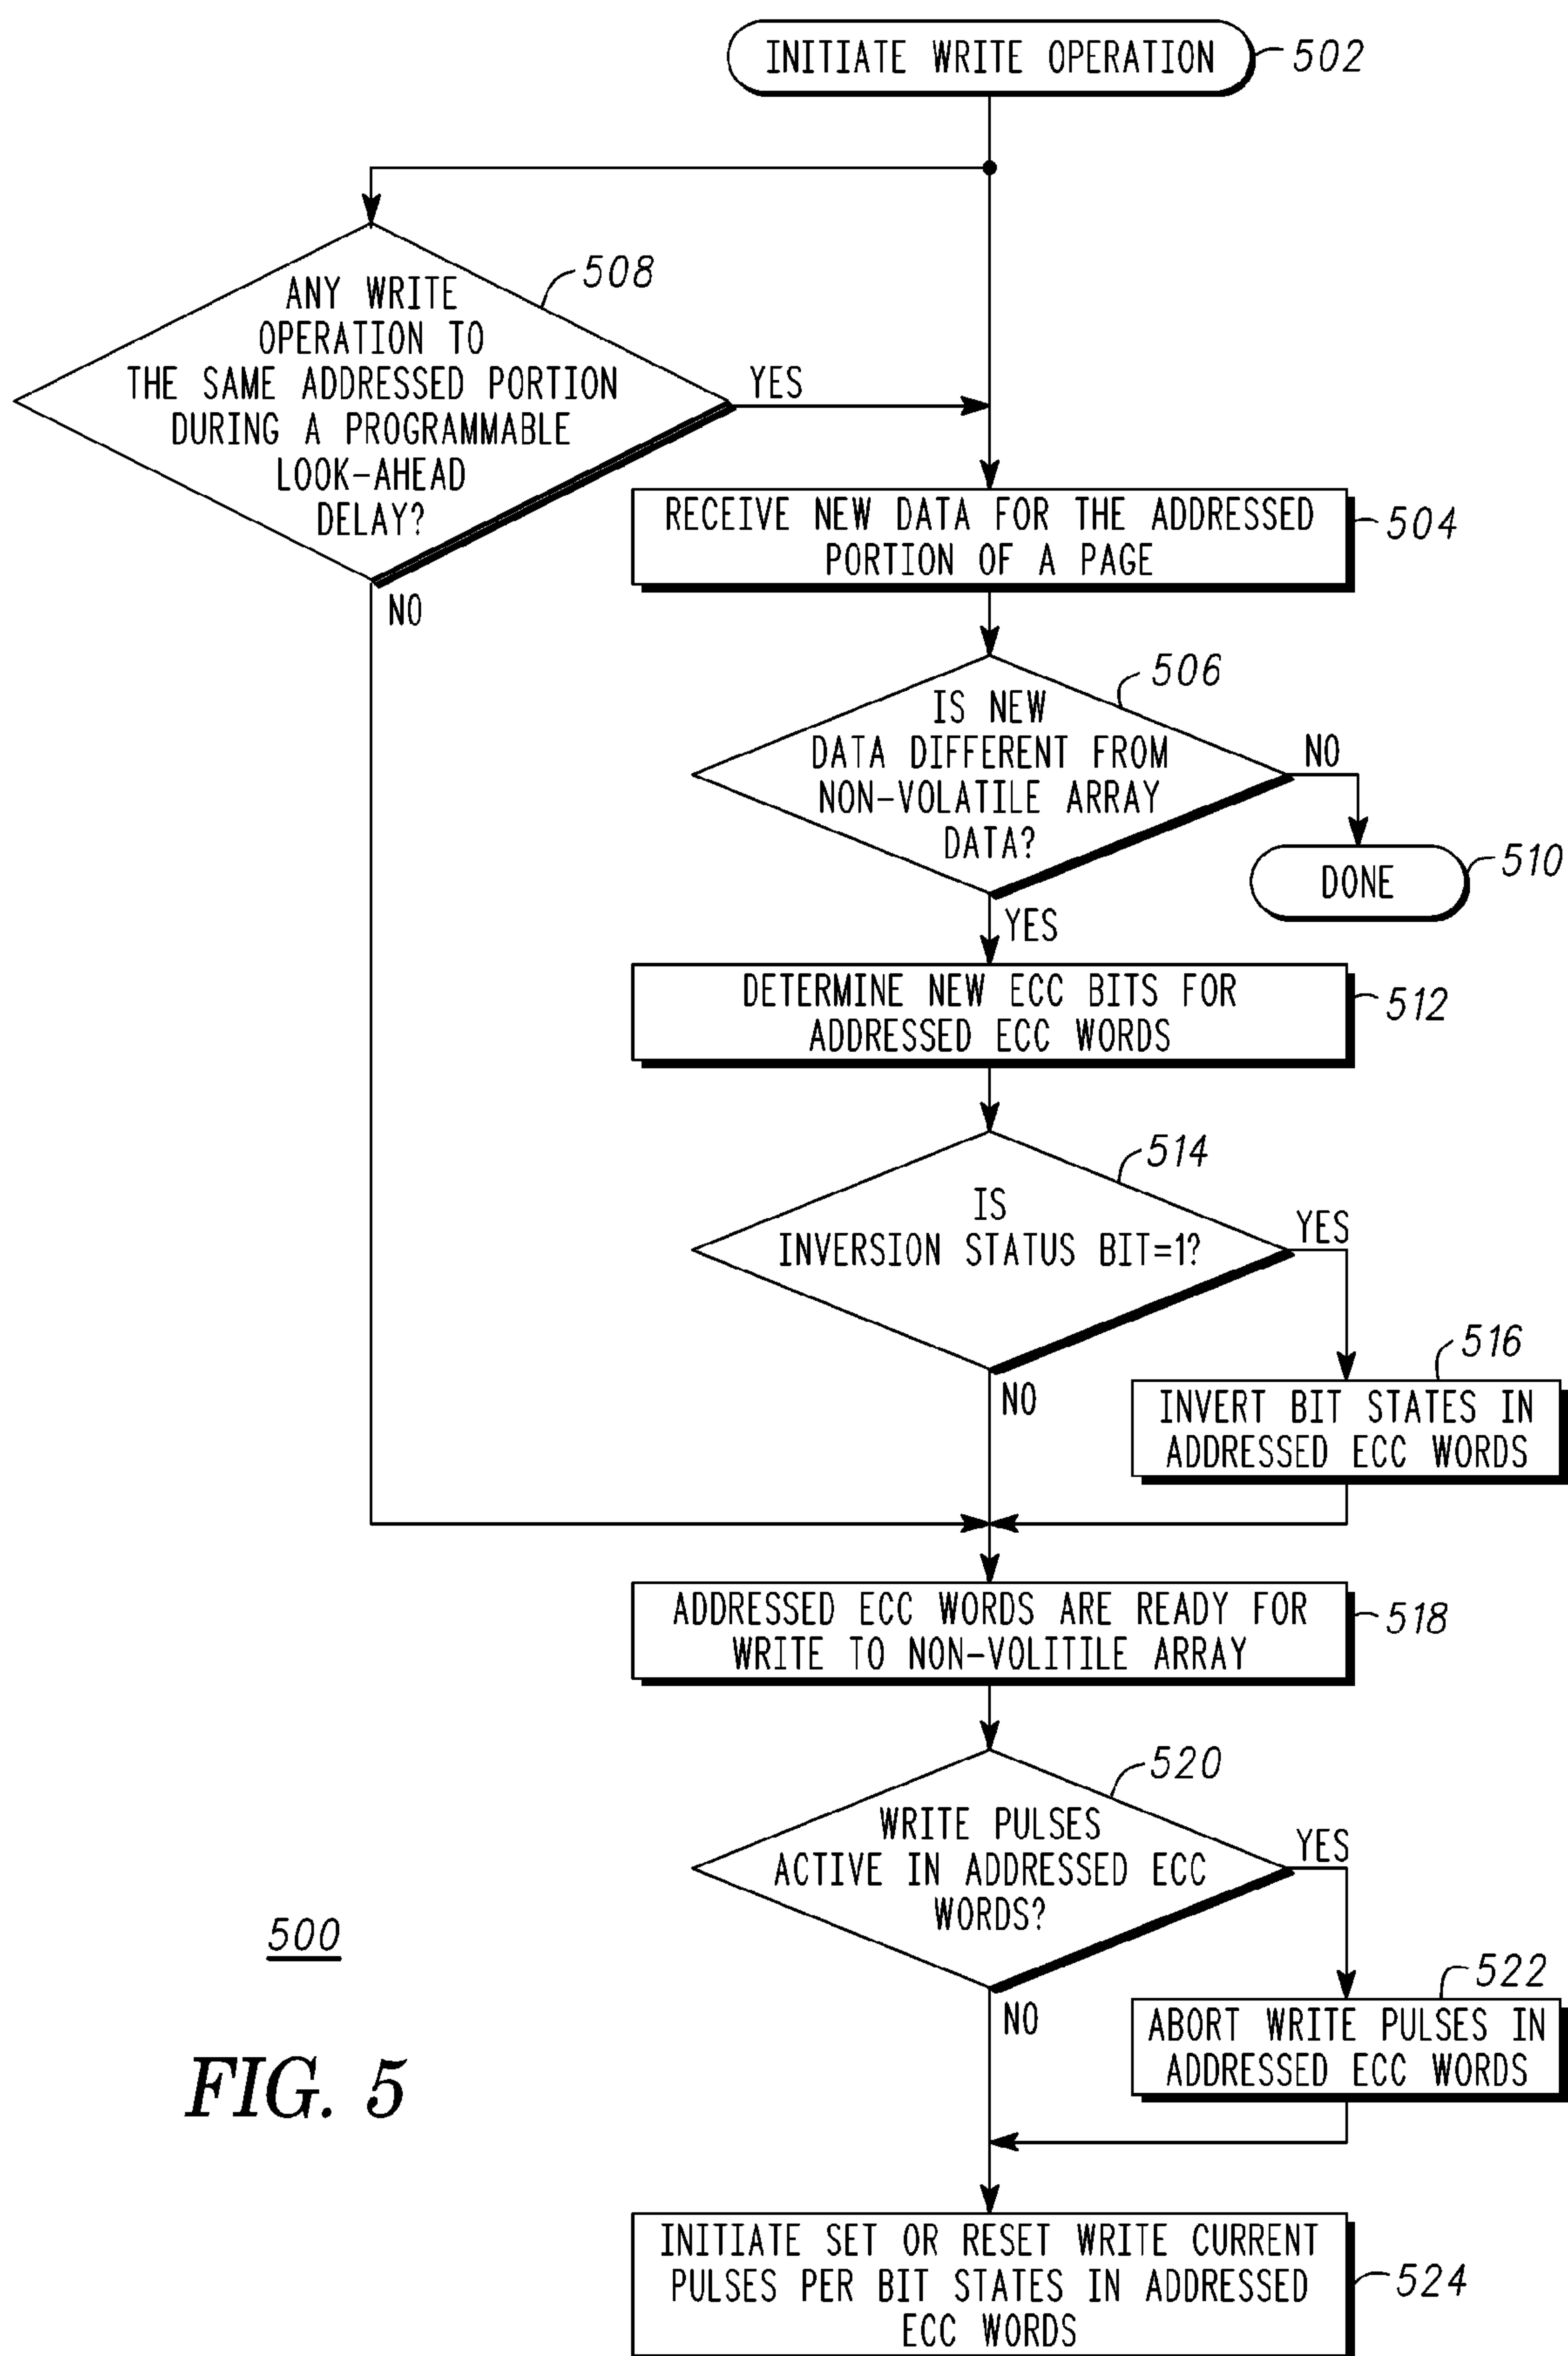 INITIATE WRITE OPERATION
502
ANY WRITE
OPERATION TO
THE SAME ADDRESSED PORTION
DURING A PROGRAMMABLE
LOOK-AHEAD
DELAY?
508
YES
NO
RECEIVE NEW DATA FOR THE ADDRESSED
PORTION OF A PAGE
504
IS NEW
DATA DIFFERENT FROM
NON-VOLATILE ARRAY
DATA?
506
NO
DONE
510
YES
DETERMINE NEW ECC BITS FOR
ADDRESSED ECC WORDS
512
IS
INVERSION STATUS BIT=1?
514
YES
INVERT BIT STATES IN
ADDRESSED ECC WORDS
516
NO
ADDRESSED ECC WORDS ARE READY FOR
WRITE TO NON-VOLITILE ARRAY
518
WRITE PULSES
ACTIVE IN ADDRESSED ECC
WORDS?
520
YES
ABORT WRITE PULSES IN
ADDRESSED ECC WORDS
522
NO
INITIATE SET OR RESET WRITE CURRENT
PULSES PER BIT STATES IN ADDRESSED
ECC WORDS
524
500
FIG. 5